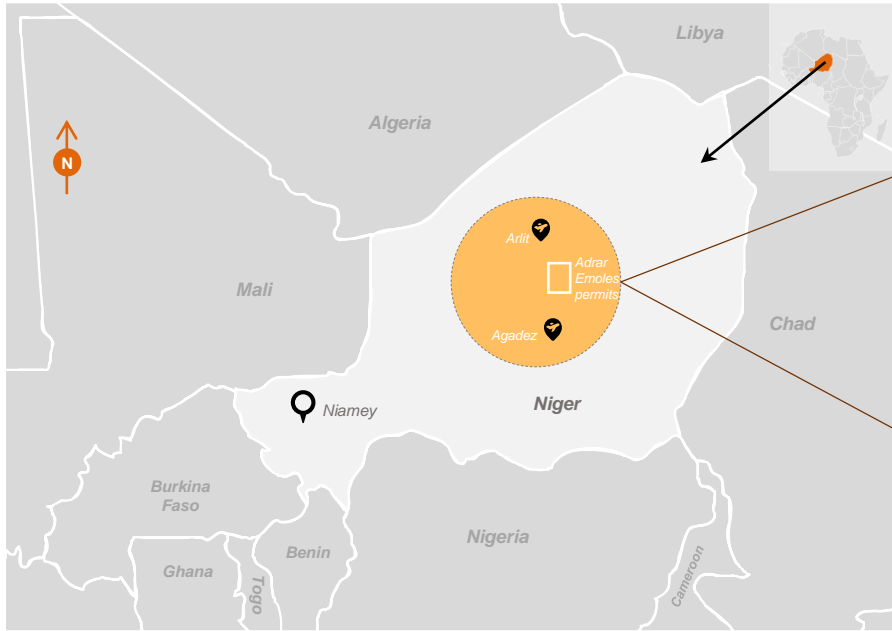 Libya
Algeria
N
Arlit
Adrar
Emoles
permits
Mali
Chad
Agadez
Niger
Niamey
Burkina
Faso
Nigeria
Benin
Ghana
Togo
Cameroon